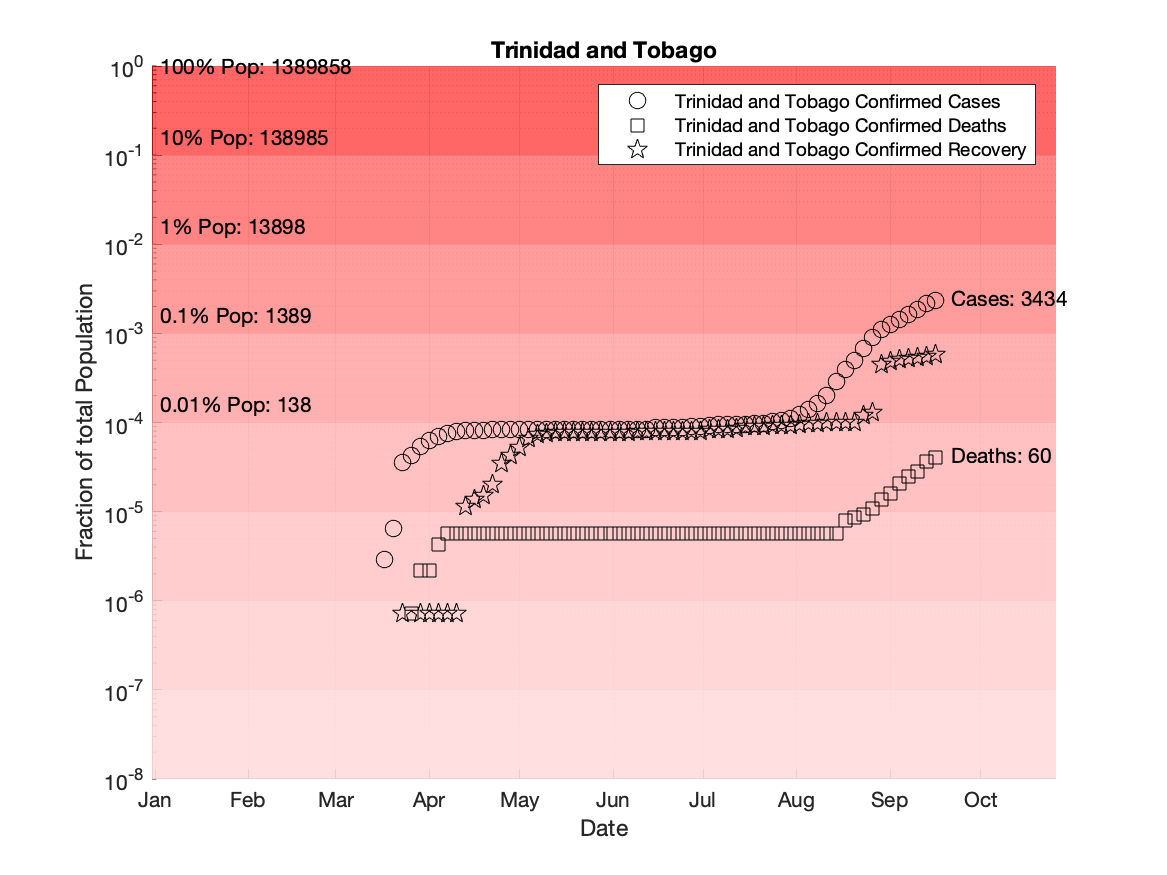 Trinidad and Tobago
10^0
100% Pop: 1389858
Trinidad and Tobago Confirmed Cases
Trinidad and Tobago Confirmed Deaths
Trinidad and Tobago Confirmed Recovery
10% Pop: 138985
10^-1
1% Pop: 13898
10^-2
Cases: 3434
0.1% Pop: 1389
10^-3
0.01% Pop: 138
10^-4
Deaths: 60
10^-5
10^-6
10^-7
10^-8
Fraction of total Population
Jan Feb Mar Apr May Jun Jul Aug Sep Oct
Date